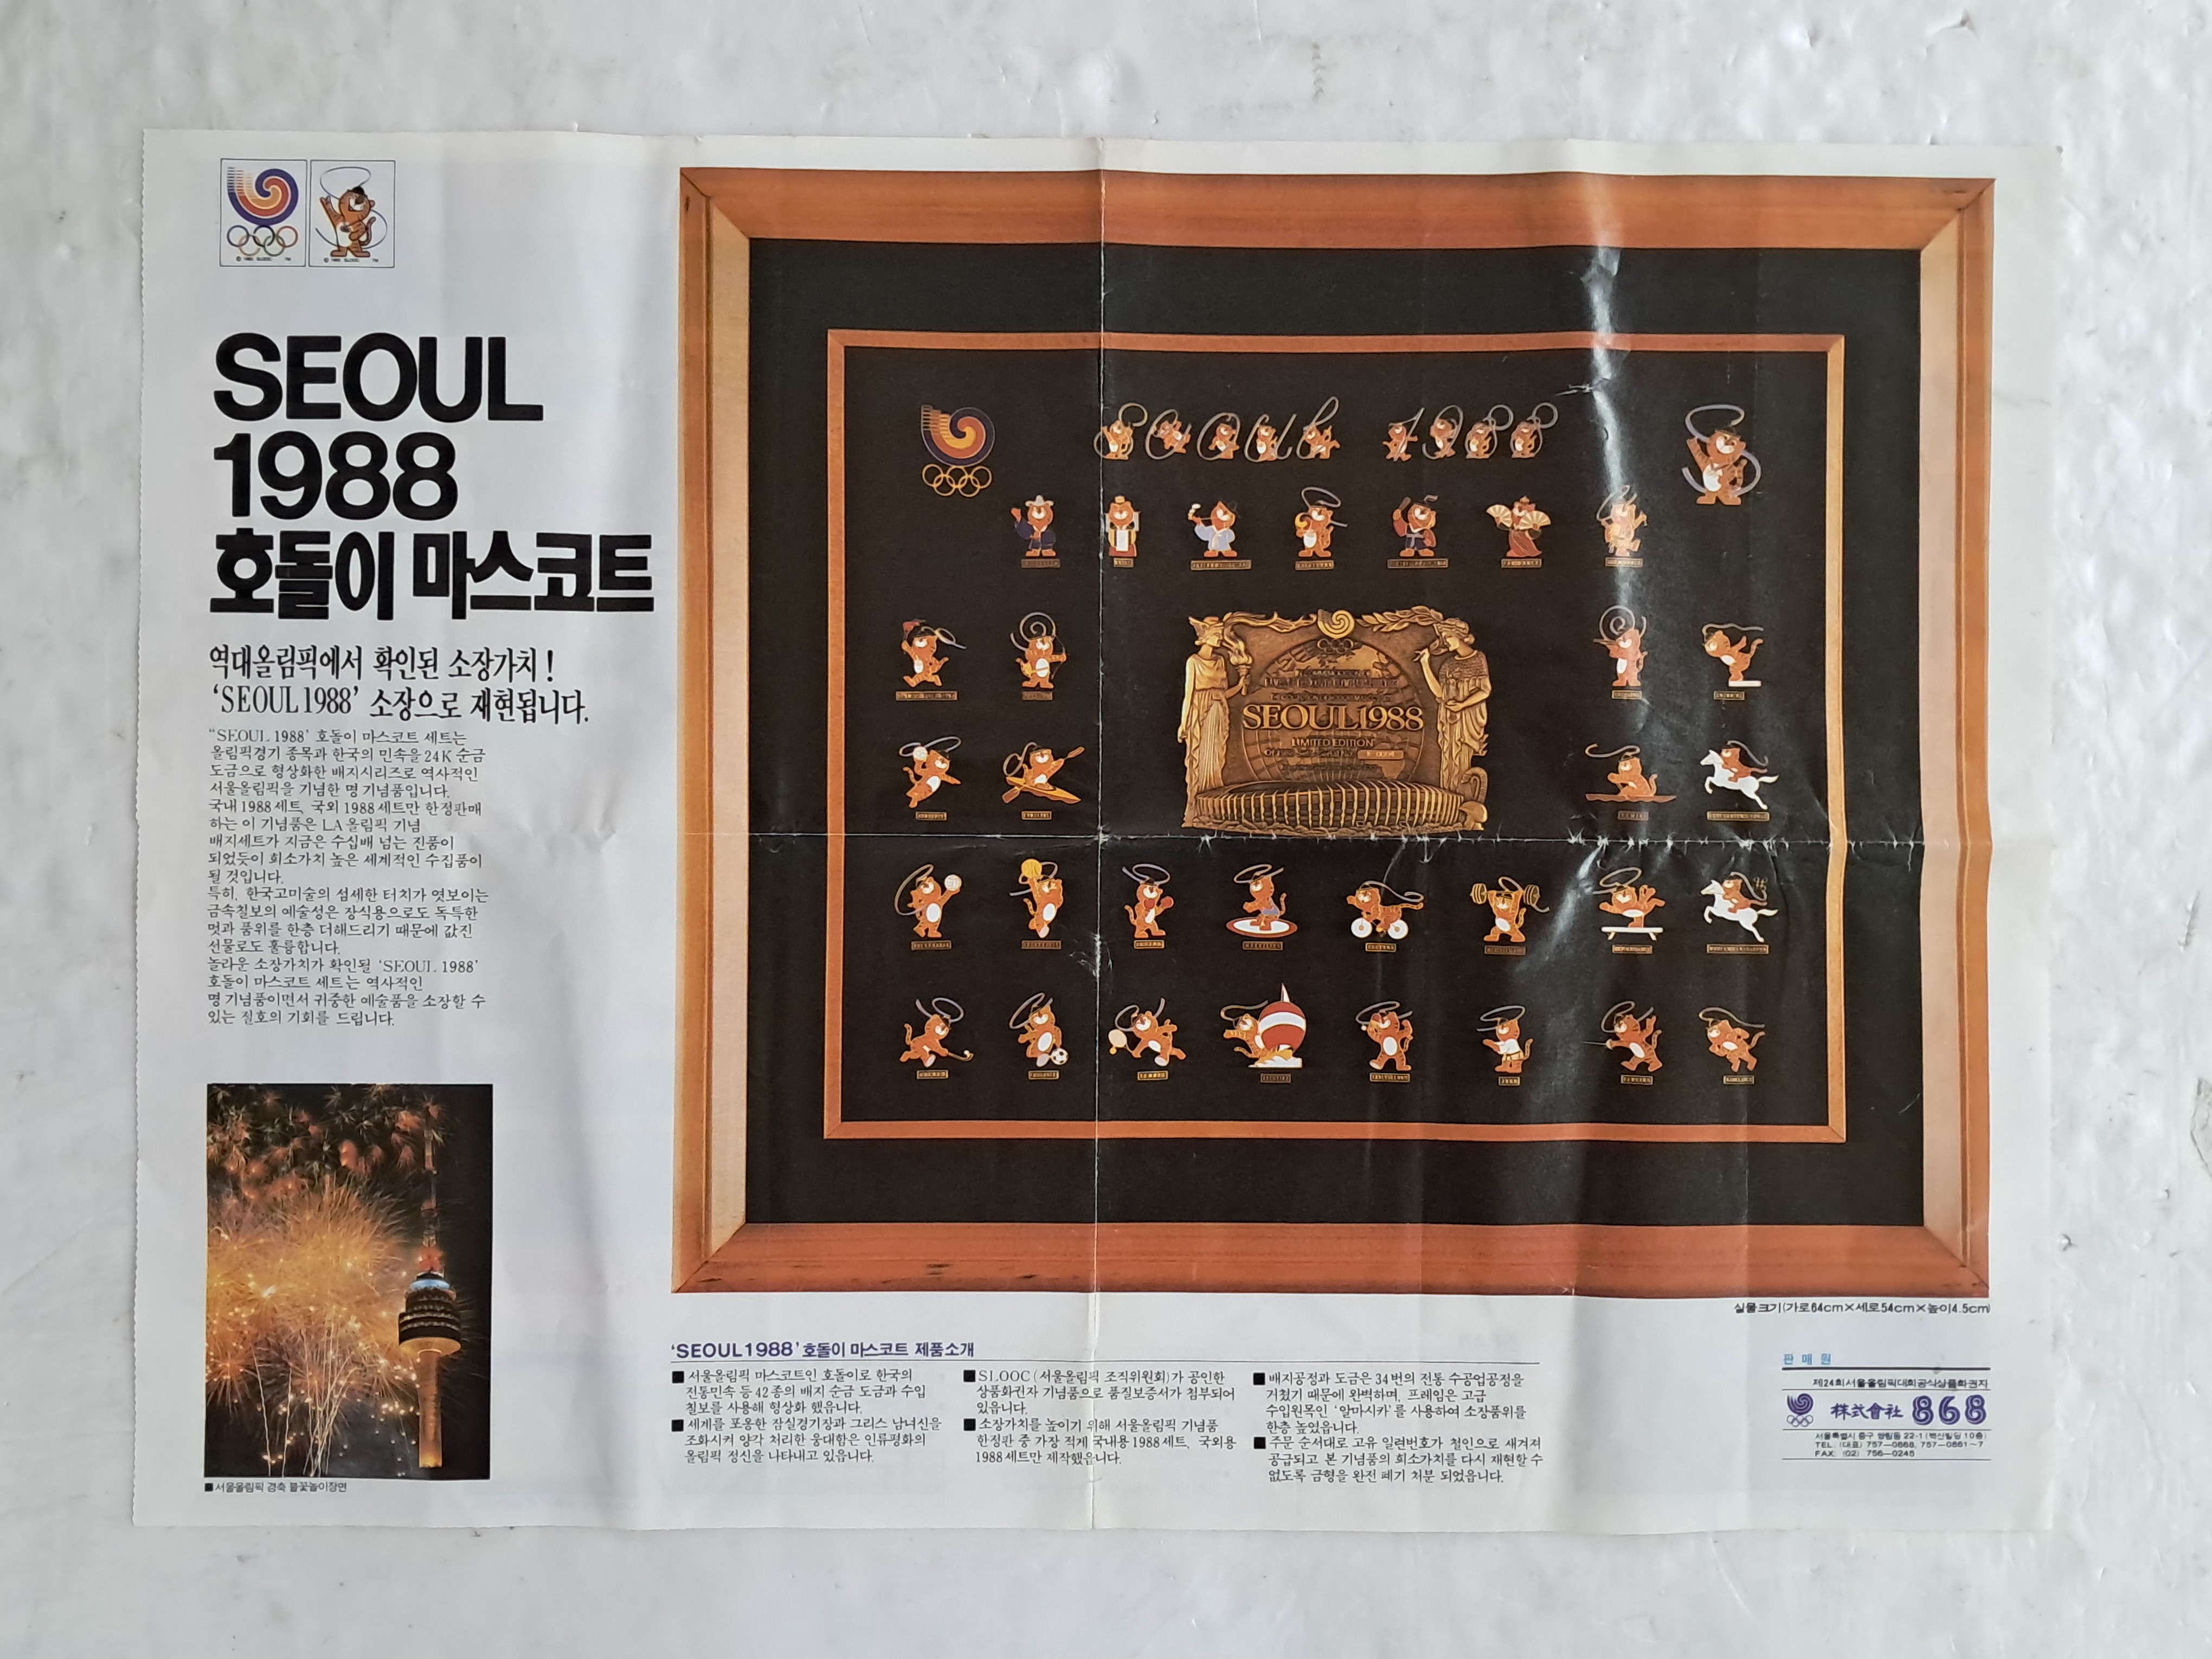 SEOUL
1988
호돌이 마스코트
역대올림픽에서 확인된 소장가치!
‘SEOUL 1988’ 소장으로 재현됩니다.
“SEOUL 1988’ 호돌이 마스코트 세트는
올림픽경기 종목과 한국의 민속을 24K 순금
도금으로 형상화한 배지시리즈로 역사적인
서울올림픽을 기념한 명 기념품입니다.
국내 1988세트, 국외 1988세트만 한정판매
하는 이 기념품은 LA 올림픽 기념
배지세트가 지금은 수십배 넘는 진품이
되었듯이 희소가치 높은 세계적인 수집품이
될 것입니다.
특히, 한국고미술의 섬세한 터치가 엿보이는
금속칠보의 예술성은 장식용으로도 독특한
멋과 품위를 한층 더해드리기 때문에 값진
선물로도 훌륭합니다.
놀라운 소장가치가 확인될 ‘SEOUL 1988’
호돌이 마스코트 세트는 역사적인
명 기념품이면서 귀중한 예술품을 소장할 수
있는 절호의 기회를 드립니다.
■서울올림픽 경축 불꽃놀이장면
Seoul 1988
SEOUL 1988
LIMITED EDITION
실물크기(가로64cm×세로54cm×높이4.5cm)
‘SEOUL1988’호돌이 마스코트 제품소개
■서울올림픽 마스코트인 호돌이로 한국의
전통민속 등 42종의 배지 순금 도금과 수입
칠보를 사용해 형상화 했읍니다.
■세계를 포용한 잠실경기장과 그리스 남녀신을
조화시켜 양각 처리한 웅대함은 인류평화의
올림픽 정신을 나타내고 있읍니다.
■SLOOC(서울올림픽 조직위원회)가 공인한
상품화권자 기념품으로 품질보증서가 첨부되어
있읍니다.
■소장가치를 높이기 위해 서울올림픽 기념품
한정판 중 가장 적게 국내용 1988세트, 국외용
1988세트만 제작했읍니다.
■배지공정과 도금은 34번의 전통 수공업공정을
거쳤기 때문에 완벽하며, 프레임은 고급
수입원목인 ‘알마시카’를 사용하여 소장품위를
한층 높였읍니다.
■주문 순서대로 고유 일련번호가 철인으로 새겨져
공급되고 본 기념품의 희소가치를 다시 재현할 수
없도록 금형을 완전 폐기 처분 되었읍니다.
판매원
제24회서울올림픽대회공식상품화권자
株式會社 868
서울특별시 중구 쌍림동 22-1 (백산빌딩 10층)
TEL: (대표) 757-0868, 757-0861~7
FAX: (02) 756-0245